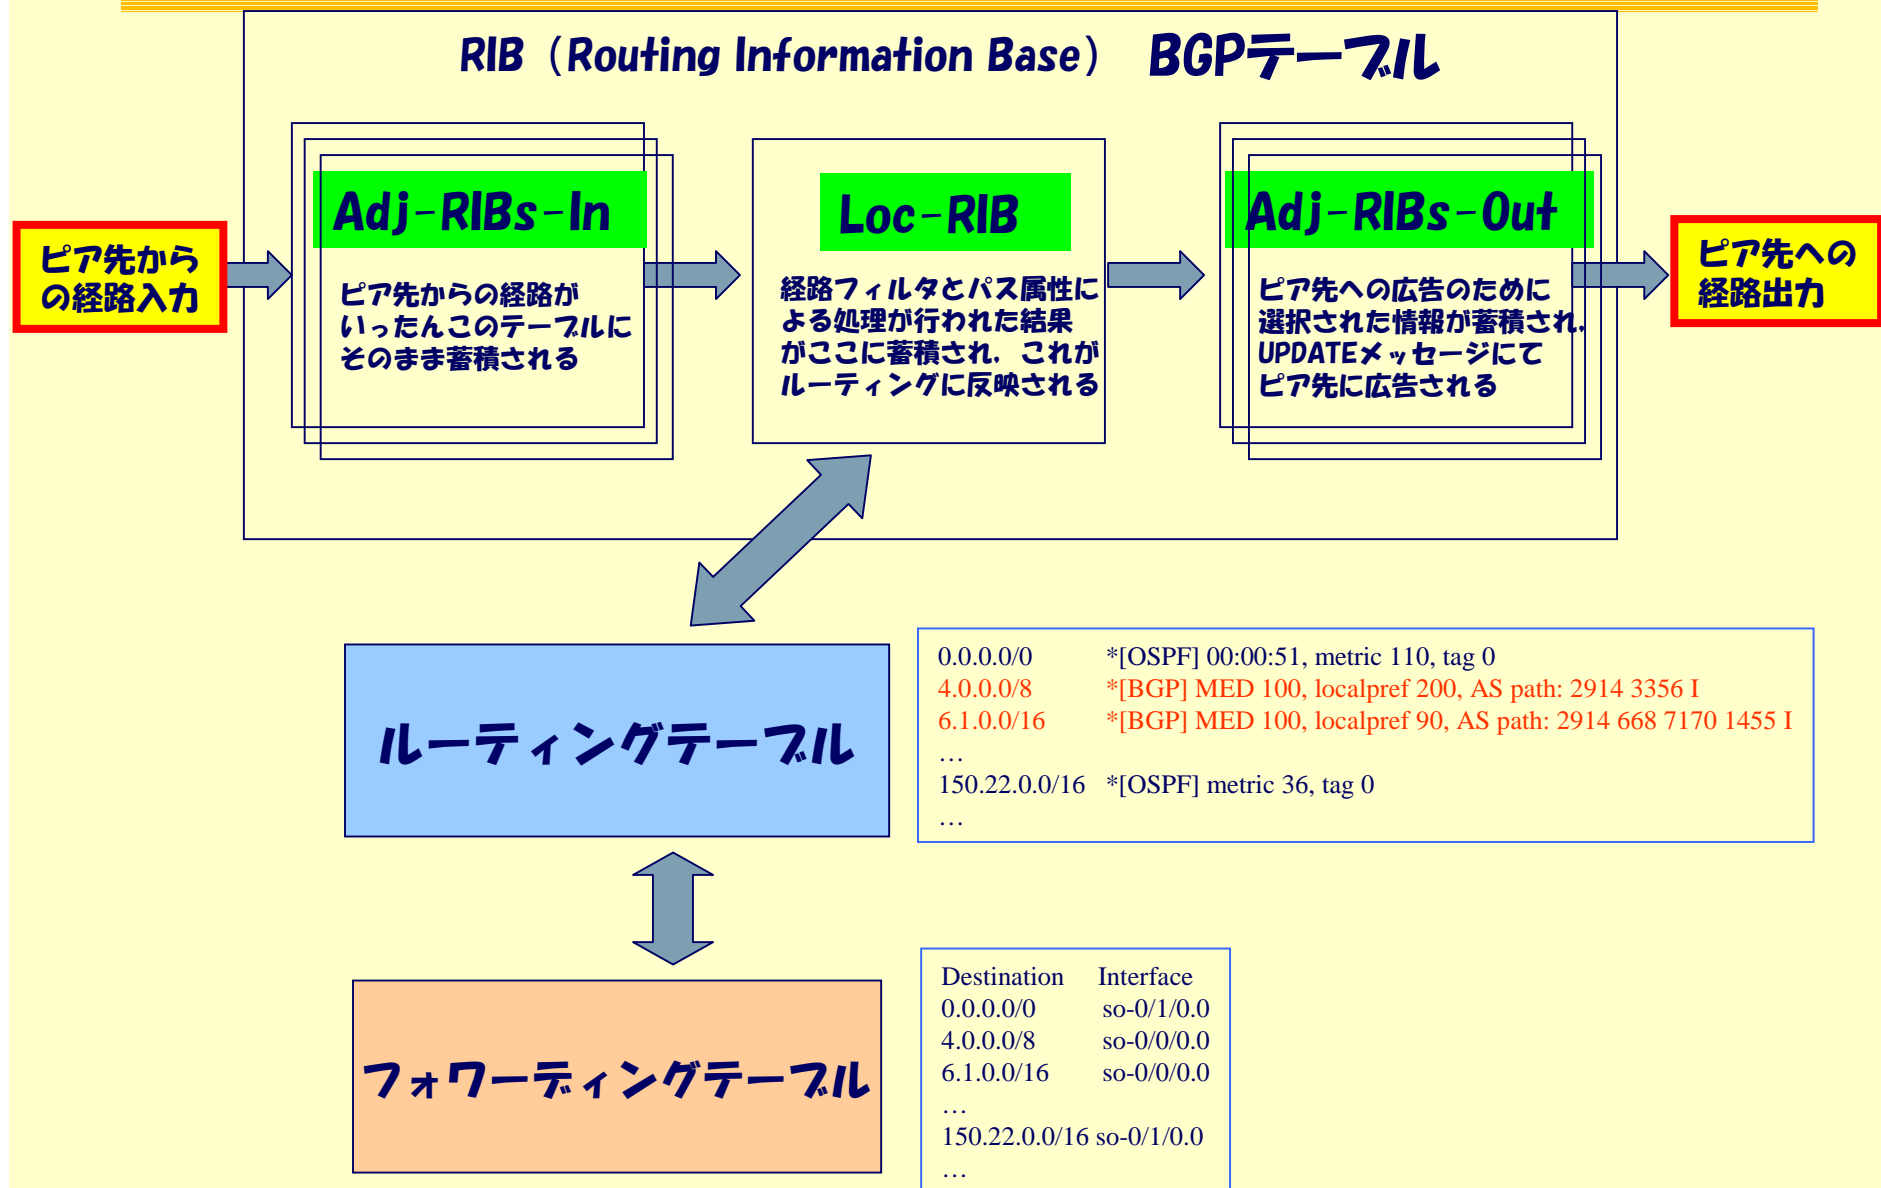 RIB（Routing Information Base） BGPテーブル
Adj-RIBs-In
Loc-RIB
Adj-RIBs-Out
ピア先から
の経路入力
ピア先からの経路が
いったんこのテーブルに
そのまま蓄積される
経路フィルタとパス属性に
よる処理が行われた結果
がここに蓄積され，これが
ルーティングに反映される
ピア先への広告のために
選択された情報が蓄積され，
UPDATEメッセージにて
ピア先に広告される
ピア先への
経路出力
ルーティングテーブル
0.0.0.0/0 *[OSPF] 00:00:51, metric 110, tag 0
4.0.0.0/8 *[BGP] MED 100, localpref 200, AS path: 2914 3356 I
6.1.0.0/16 *[BGP] MED 100, localpref 90, AS path: 2914 668 7170 1455 I
…
150.22.0.0/16 *[OSPF] metric 36, tag 0
…
フォワーディングテーブル
Destination Interface
0.0.0.0/0 so-0/1/0.0
4.0.0.0/8 so-0/0/0.0
6.1.0.0/16 so-0/0/0.0
…
150.22.0.0/16 so-0/1/0.0
…